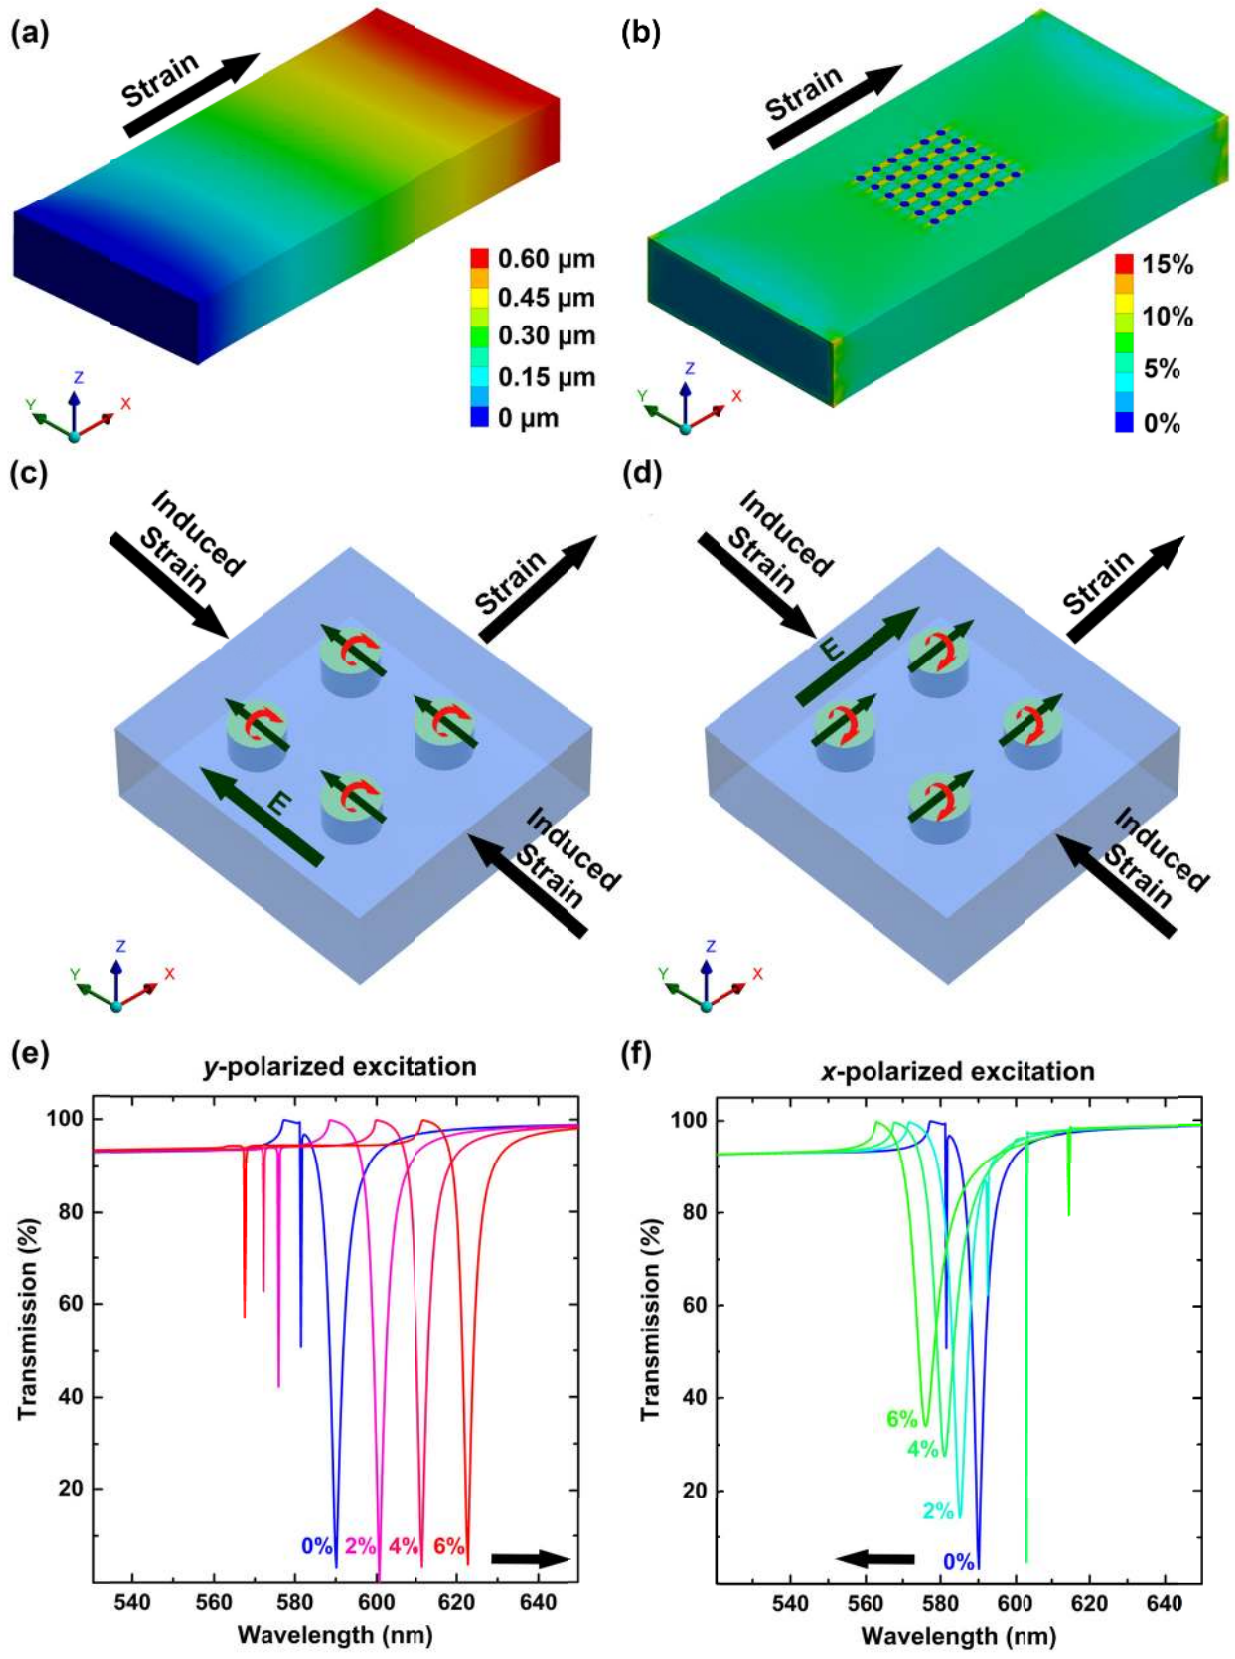 (a)
Strain
0.60 µm
0.45 µm
0.30 µm
0.15 µm
0 µm
Z
Y
X
(b)
Strain
15%
10%
5%
0%
Z
Y
X
(c)
Induced
Strain
Strain
E
Induced
Strain
Z
Y
X
(d)
Induced
Strain
Strain
E
Induced
Strain
Z
Y
X
(e)
y-polarized excitation
Transmission (%)
100
80
60
40
20
0% 2% 4% 6%
540 560 580 600 620 640
Wavelength (nm)
(f)
x-polarized excitation
Transmission (%)
100
80
60
40
20
6%
4%
2%
0%
540 560 580 600 620 640
Wavelength (nm)